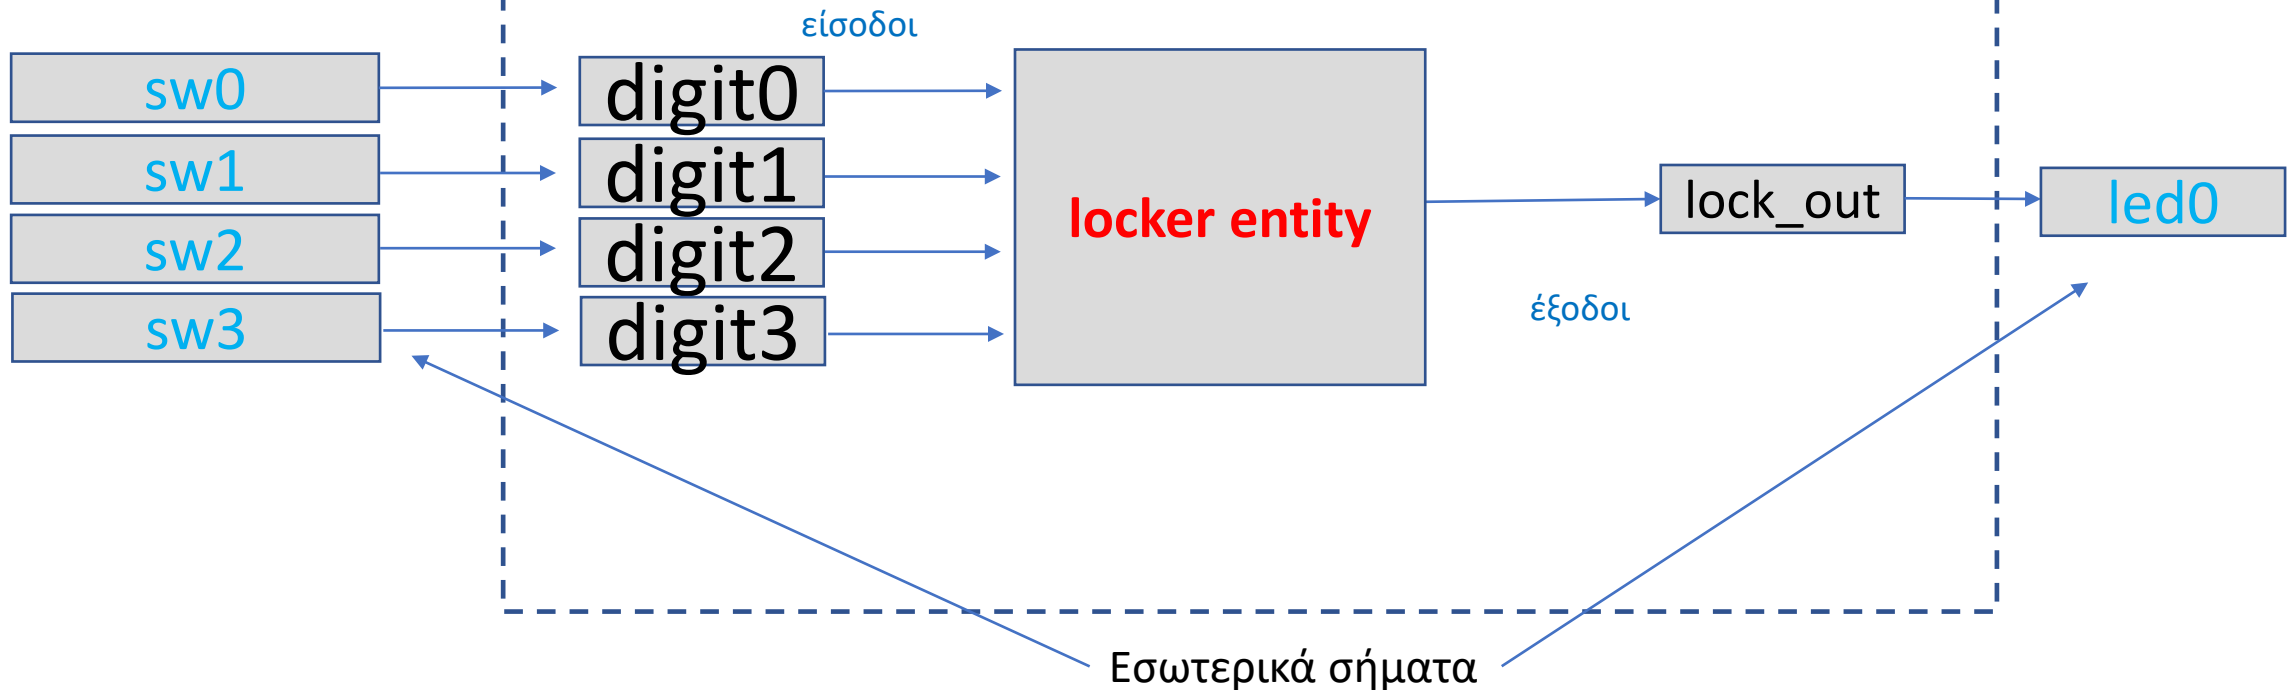 είσοδοι
sw0
digit0
sw1
digit1
sw2
digit2
sw3
digit3
locker entity
lock_out
led0
έξοδοι
Εσωτερικά σήματα